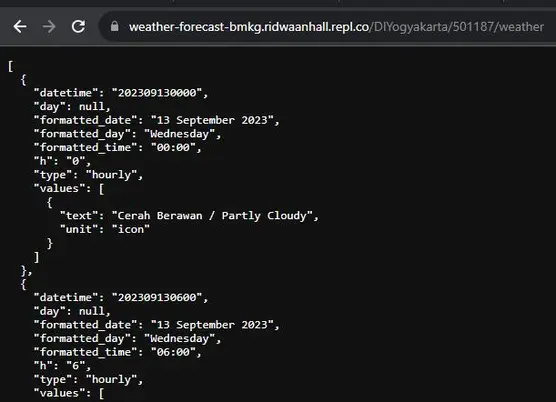 weather-forecast-bmkg.ridwaanhall.repl.co/DIYogyakarta/501187/weather
[
  {
    "datetime": "202309130000",
    "day": null,
    "formatted_date": "13 September 2023",
    "formatted_day": "Wednesday",
    "formatted_time": "00:00",
    "h": "0",
    "type": "hourly",
    "values": [
      {
        "text": "Cerah Berawan / Partly Cloudy",
        "unit": "icon"
      }
    ]
  },
  {
    "datetime": "202309130600",
    "day": null,
    "formatted_date": "13 September 2023",
    "formatted_day": "Wednesday",
    "formatted_time": "06:00",
    "h": "6",
    "type": "hourly",
    "values": [